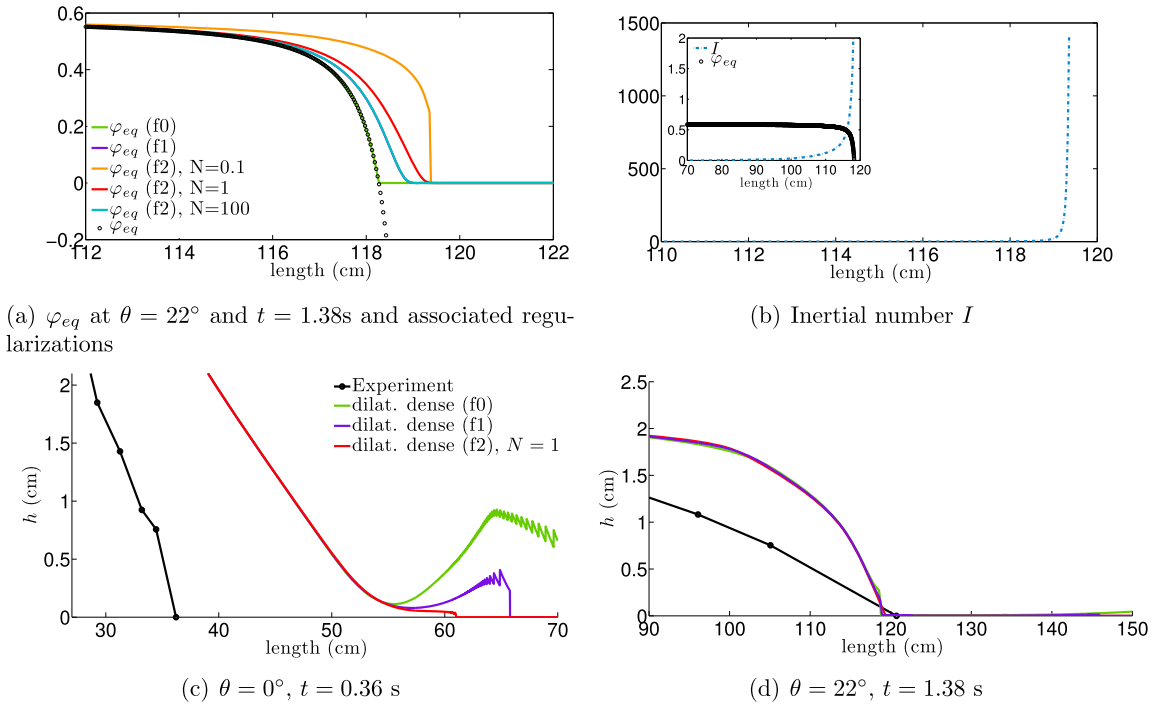 0.6
0.4
0.2
0
−0.2
φeq (f0)
φeq (f1)
φeq (f2), N=0.1
φeq (f2), N=1
φeq (f2), N=100
φeq
112 114 116 118 120 122
length (cm)
(a) φeq at θ = 22° and t = 1.38s and associated regu-
larizations
1500
1000
500
0
2
1.5
1
0.5
0
I
φeq
70 80 90 100 110 120
length (cm)
110 112 114 116 118 120
length (cm)
(b) Inertial number I
2
1.5
1
0.5
0
h (cm)
Experiment
dilat. dense (f0)
dilat. dense (f1)
dilat. dense (f2), N = 1
30 40 50 60 70
length (cm)
(c) θ = 0°, t = 0.36 s
2.5
2
1.5
1
0.5
0
h (cm)
90 100 110 120 130 140 150
length (cm)
(d) θ = 22°, t = 1.38 s